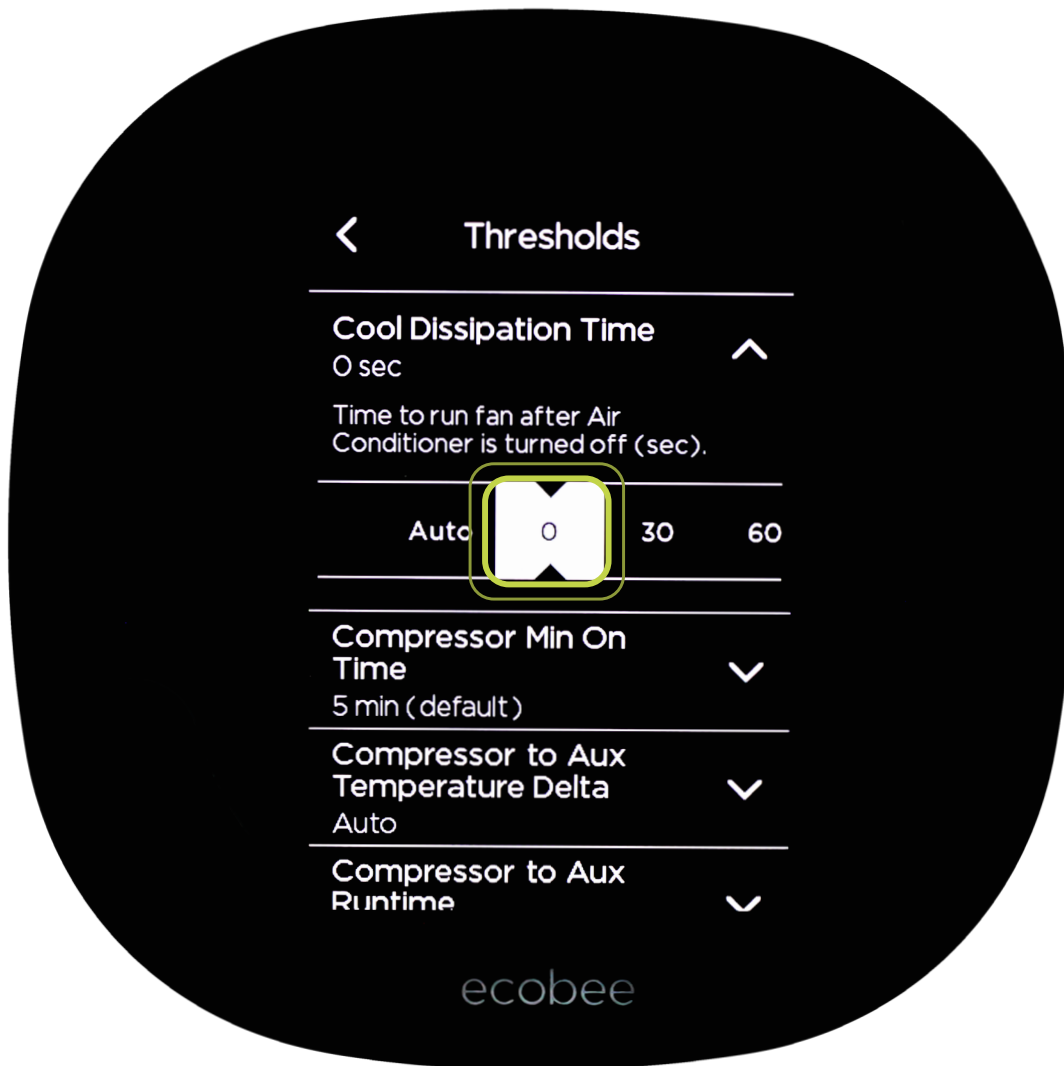 Thresholds
Cool Dissipation Time
0 sec
Time to run fan after Air
Conditioner is turned off (sec).
Auto 0 30 60
Compressor Min On
Time
5 min (default)
Compressor to Aux
Temperature Delta
Auto
Compressor to Aux
Runtime
ecobee